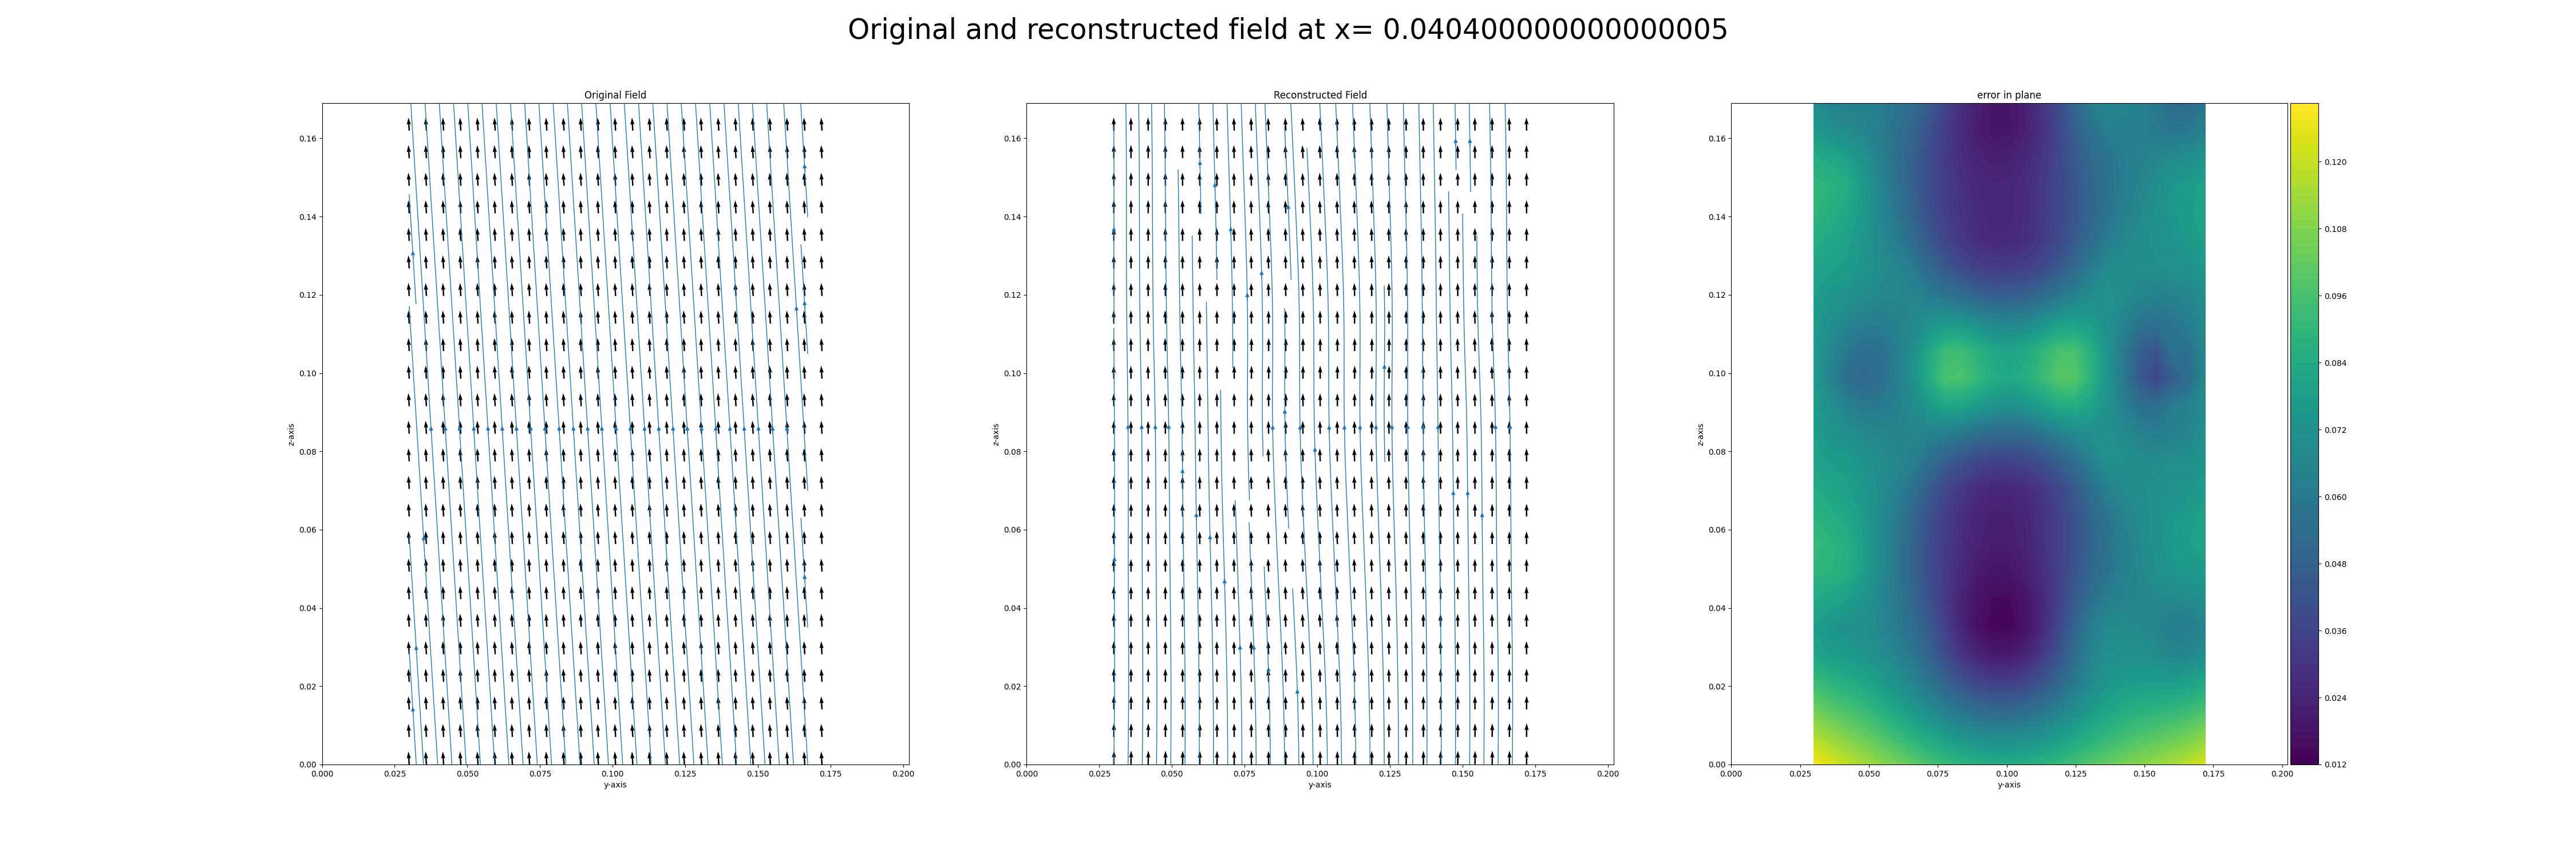 Original and reconstructed field at x= 0.040400000000000005
Original Field
Reconstructed Field
error in plane
0.16
0.14
0.12
0.10
0.08
0.06
0.04
0.02
0.00
z-axis
0.000 0.025 0.050 0.075 0.100 0.125 0.150 0.175 0.200
y-axis
0.16
0.14
0.12
0.10
0.08
0.06
0.04
0.02
0.00
z-axis
0.000 0.025 0.050 0.075 0.100 0.125 0.150 0.175 0.200
y-axis
0.16
0.14
0.12
0.10
0.08
0.06
0.04
0.02
0.00
z-axis
0.000 0.025 0.050 0.075 0.100 0.125 0.150 0.175 0.200
y-axis
0.120
0.108
0.096
0.084
0.072
0.060
0.048
0.036
0.024
0.012